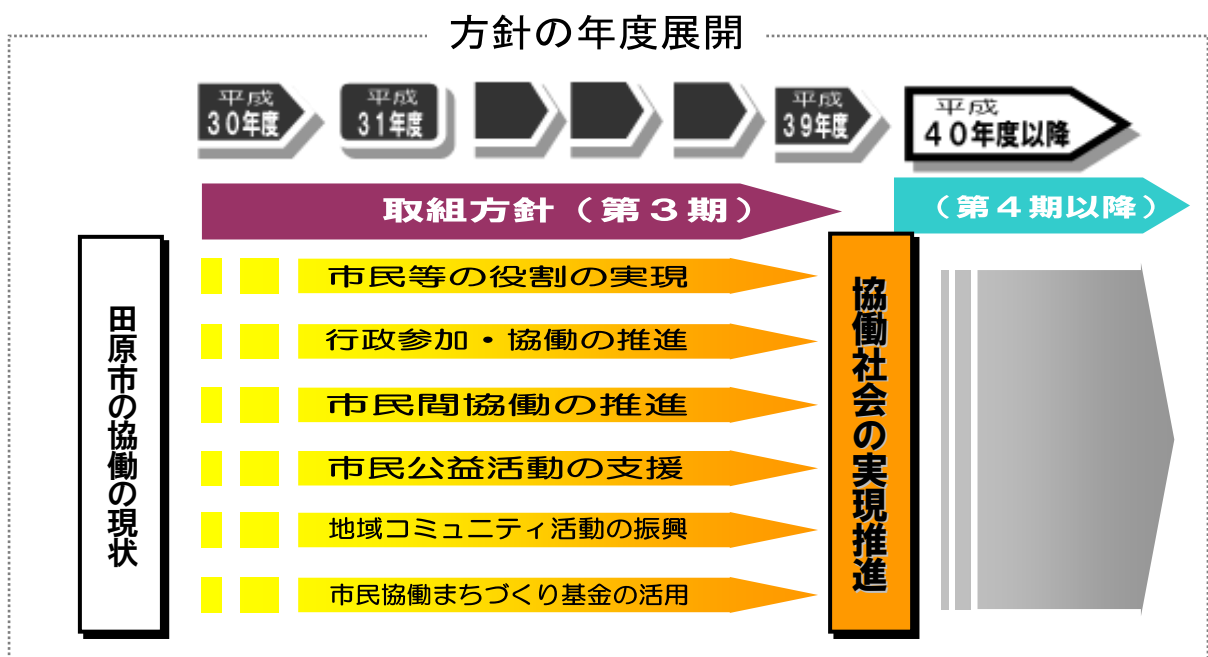 方針の年度展開
平成
30年度
平成
31年度
平成
39年度
平成
40年度以降
取組方針（第３期）
（第４期以降）
田原市の協働の現状
市民等の役割の実現
行政参加・協働の推進
市民間協働の推進
市民公益活動の支援
地域コミュニティ活動の振興
市民協働まちづくり基金の活用
協働社会の実現推進